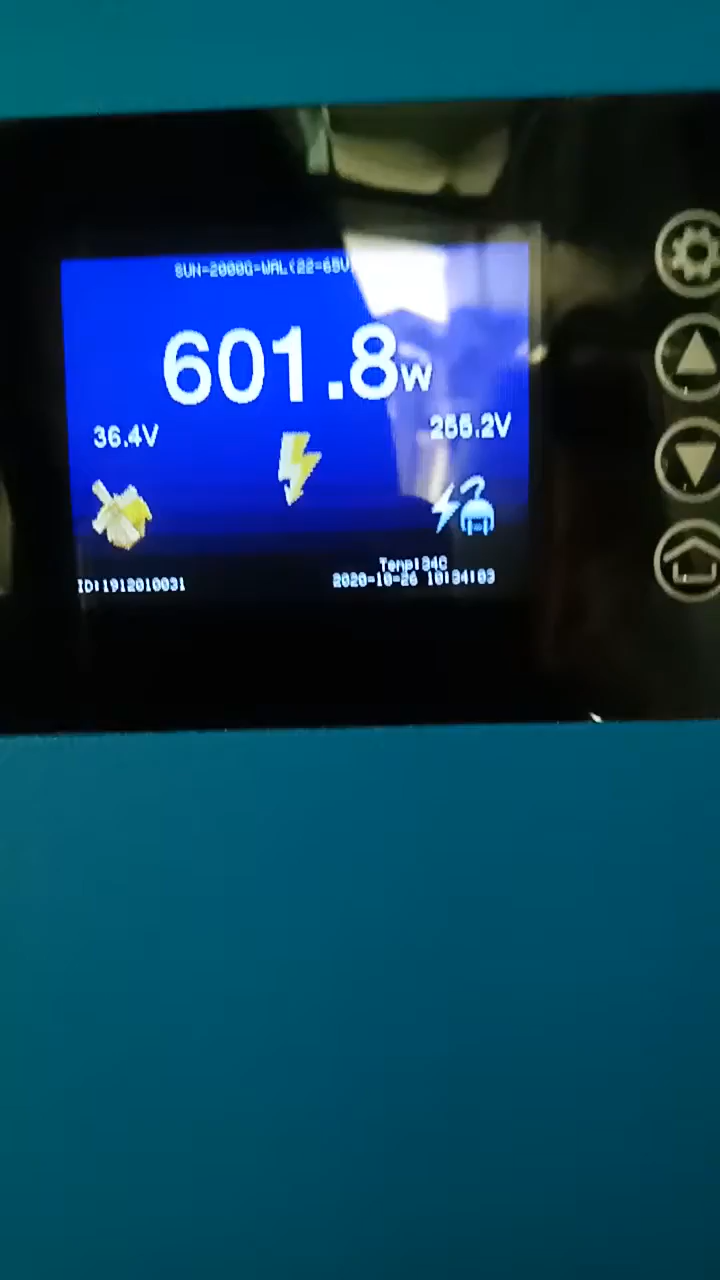 SUN-2000G-WAL(22-65V
601.8W
36.4V
255.2V
Temp:34C
ID:1912010031
2020-10-26 10:34:03